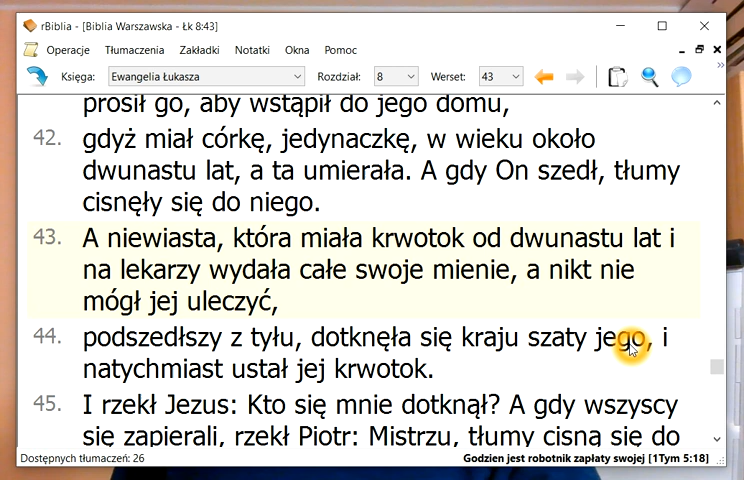 rBiblia - [Biblia Warszawska - Łk 8:43]
Operacje Tłumaczenia Zakładki Notatki Okna Pomoc
Księga: Ewangelia Łukasza Rozdział: 8 Werset: 43
prosił go, aby wstąpił do jego domu,
42. gdyż miał córkę, jedynaczkę, w wieku około
dwunastu lat, a ta umierała. A gdy On szedł, tłumy
cisnęły się do niego.
43. A niewiasta, która miała krwotok od dwunastu lat i
na lekarzy wydała całe swoje mienie, a nikt nie
mógł jej uleczyć,
44. podszedłszy z tyłu, dotknęła się kraju szaty jego, i
natychmiast ustał jej krwotok.
45. I rzekł Jezus: Kto się mnie dotknął? A gdy wszyscy
się zapierali, rzekł Piotr: Mistrzu, tłumy cisną się do
Dostępnych tłumaczeń: 26 Godzien jest robotnik zapłaty swojej [1Tym 5:18]